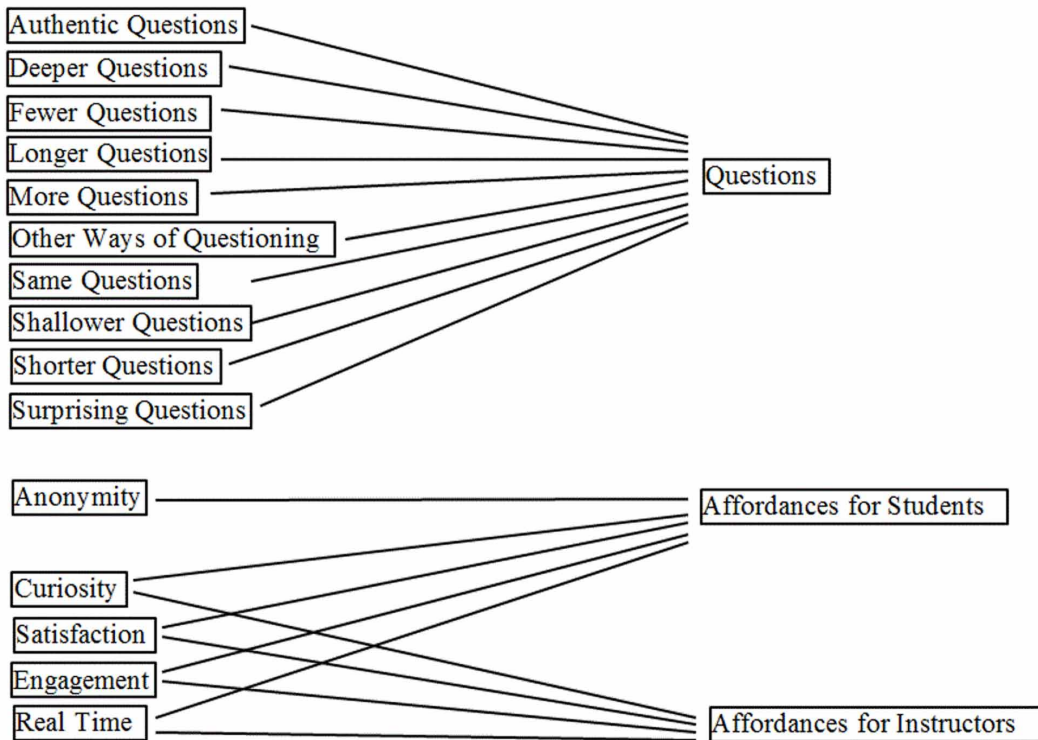 Authentic Questions
Deeper Questions
Fewer Questions
Longer Questions
More Questions
Other Ways of Questioning
Same Questions
Shallower Questions
Shorter Questions
Surprising Questions
Questions
Anonymity
Curiosity
Satisfaction
Engagement
Real Time
Affordances for Students
Affordances for Instructors